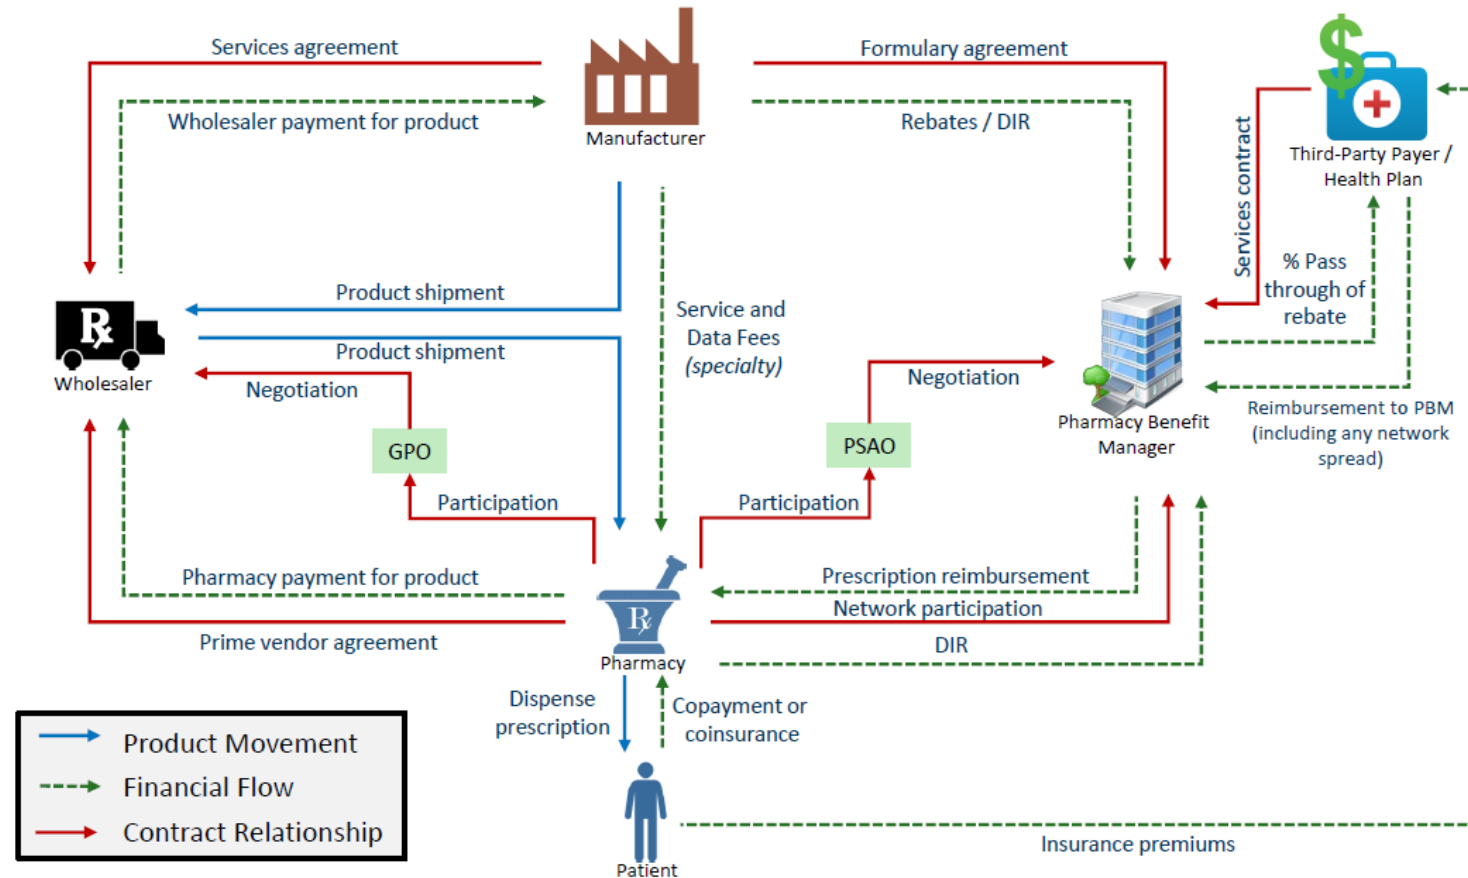 Services agreement
Formulary agreement
Wholesaler payment for product
Rebates / DIR
Manufacturer
Third-Party Payer /
Health Plan
Services contract
% Pass
through of
rebate
Product shipment
Service and
Data Fees
(specialty)
Rx
Product shipment
Wholesaler
Negotiation
Negotiation
Reimbursement to PBM
(including any network
spread)
Pharmacy Benefit
Manager
GPO
PSAO
Participation
Participation
Pharmacy payment for product
Prescription reimbursement
Rx
Network participation
Prime vendor agreement
DIR
Pharmacy
Dispense
prescription
Copayment or
coinsurance
Product Movement
Financial Flow
Contract Relationship
Insurance premiums
Patient